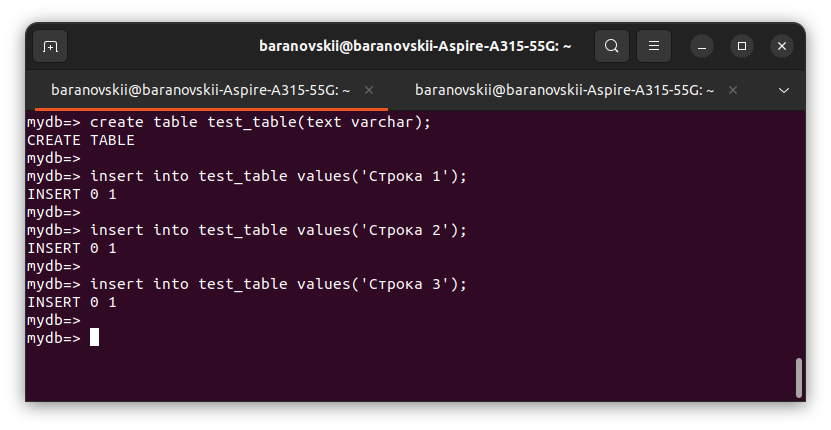 baranovskii@baranovskii-Aspire-A315-55G: ~
baranovskii@baranovskii-Aspire-A315-55G: ~
baranovskii@baranovskii-Aspire-A315-55G: ~
mydb=> create table test_table(text varchar);
CREATE TABLE
mydb=>
mydb=> insert into test_table values('Строка 1');
INSERT 0 1
mydb=>
mydb=> insert into test_table values('Строка 2');
INSERT 0 1
mydb=>
mydb=> insert into test_table values('Строка 3');
INSERT 0 1
mydb=>
mydb=>